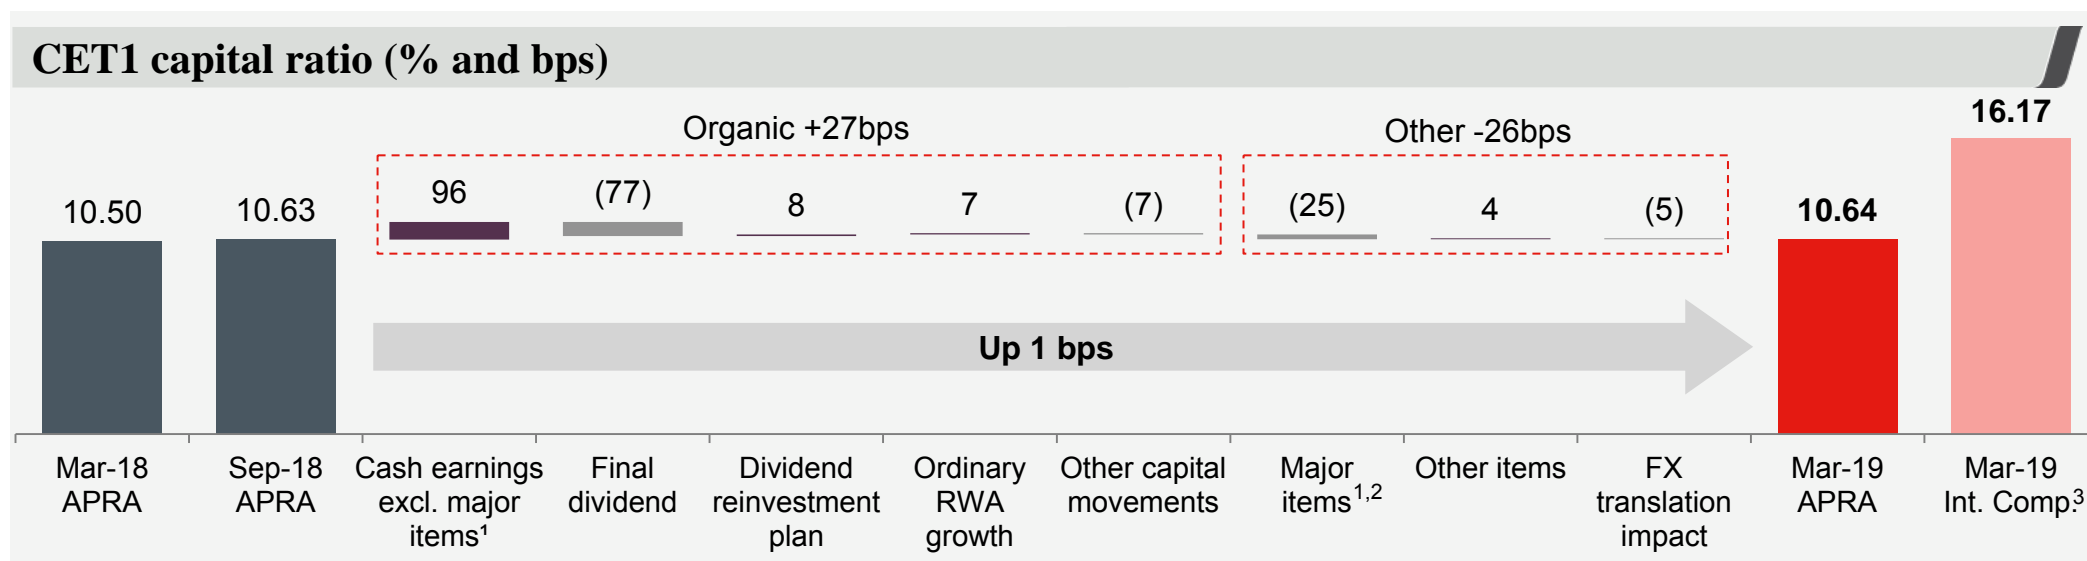 CET1 capital ratio (% and bps)
Organic +27bps
Other -26bps
10.50
10.63
96
(77)
8
7
(7)
(25)
4
(5)
10.64
16.17
Up 1 bps
Mar-18
APRA
Sep-18
APRA
Cash earnings
excl. major
items¹
Final
dividend
Dividend
reinvestment
plan
Ordinary
RWA
growth
Other capital
movements
Major
items1,2
Other items
FX
translation
impact
Mar-19
APRA
Mar-19
Int. Comp.3